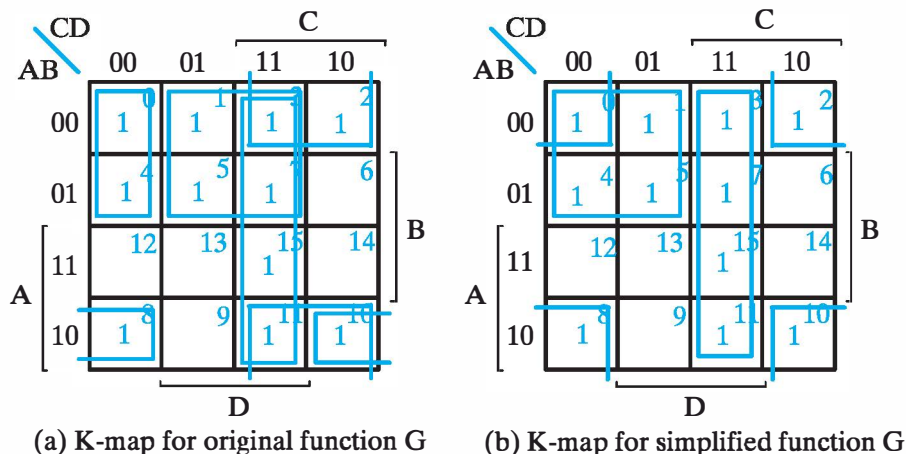 C
CD
00 01 11 10
AB
0 1 3 2
00 1 1 1 1
4 5 7 6
01 1 1 1
B
12 13 15 14
11 1
A
8 9 11 10
10 1 1 1
D
(a) K-map for original function G
C
CD
00 01 11 10
AB
0 1 3 2
00 1 1 1 1
4 5 7 6
01 1 1 1
B
12 13 15 14
11 1
A
8 9 11 10
10 1 1 1
D
(b) K-map for simplified function G